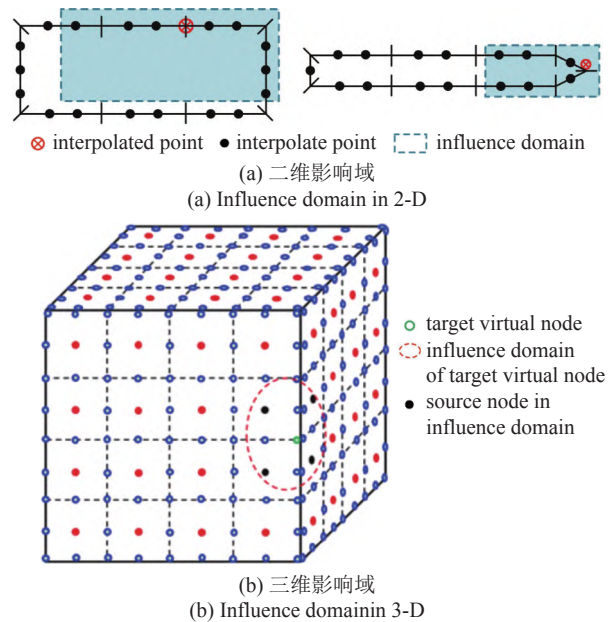 interpolated point interpolate point influence domain
(a) 二维影响域
(a) Influence domain in 2-D
target virtual node
influence domain
of target virtual node
source node in
influence domain
(b) 三维影响域
(b) Influence domainin 3-D